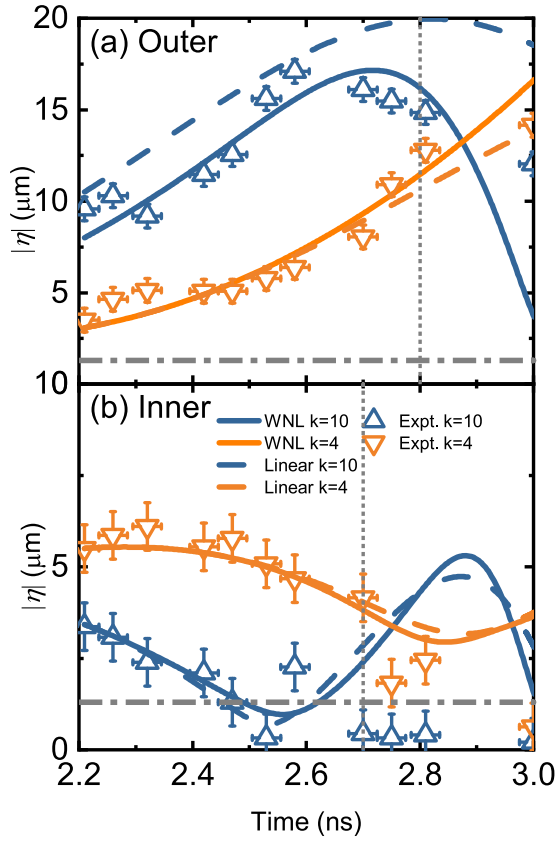 20
(a) Outer
15
10
5
0
|η| (μm)
10
(b) Inner
WNL k=10
Expt. k=10
WNL k=4
Expt. k=4
Linear k=10
Linear k=4
5
0
|η| (μm)
2.2
2.4
2.6
2.8
3.0
Time (ns)